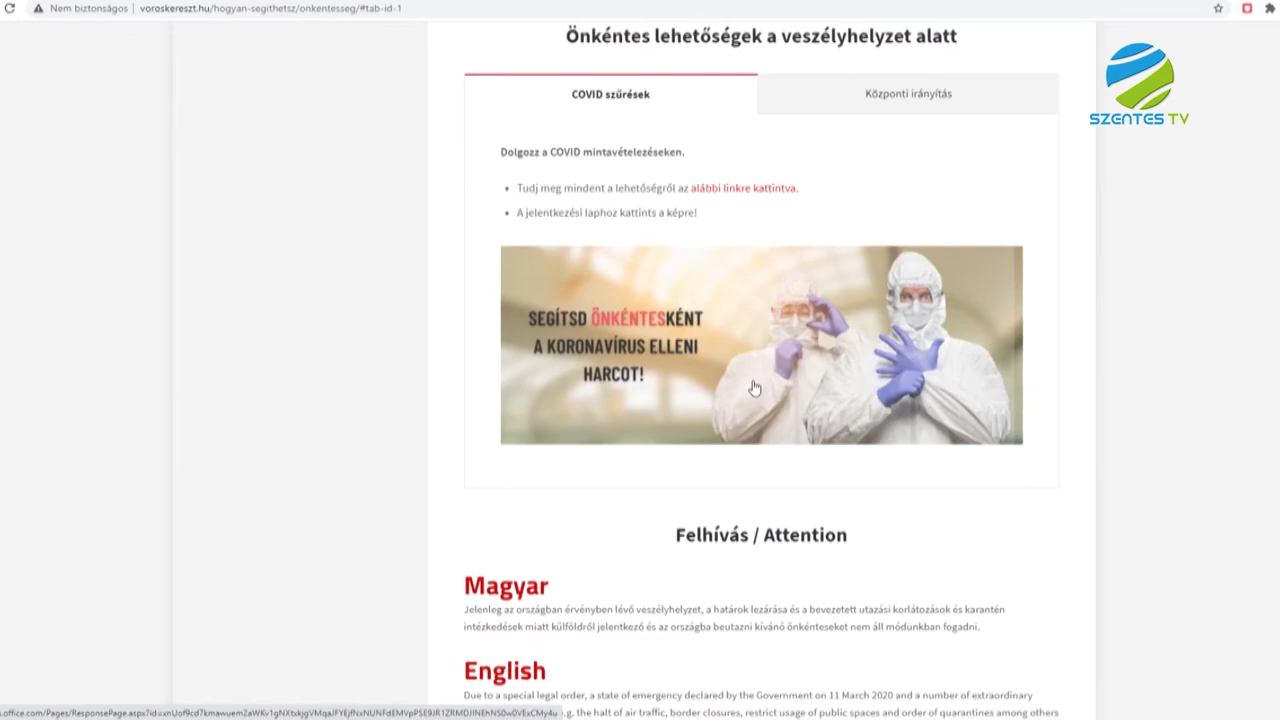 Nem biztonságos | voroskereszt.hu/hogyan-segithetsz/onkentesseg/#tab-id-1
Önkéntes lehetőségek a veszélyhelyzet alatt
SZENTES TV
COVID szűrések
Központi irányítás
Dolgozz a COVID mintavételezéseken.
• Tudj meg mindent a lehetőségről az alábbi linkre kattintva.
• A jelentkezési laphoz kattints a képre!
SEGÍTSD ÖNKÉNTESKÉNT
A KORONAVÍRUS ELLENI
HARCOT!
Felhívás / Attention
Magyar
Jelenleg az országban érvényben lévő veszélyhelyzet, a határok lezárása és a bevezetett utazási korlátozások és karantén
intézkedések miatt külföldről jelentkező és az országba beutazni kívánó önkénteseket nem áll módunkban fogadni.
English
Due to a special legal order, a state of emergency declared by the Government on 11 March 2020 and a number of extraordinary
.g. the halt of air traffic, border closures, restrict usage of public spaces and order of quarantines among others